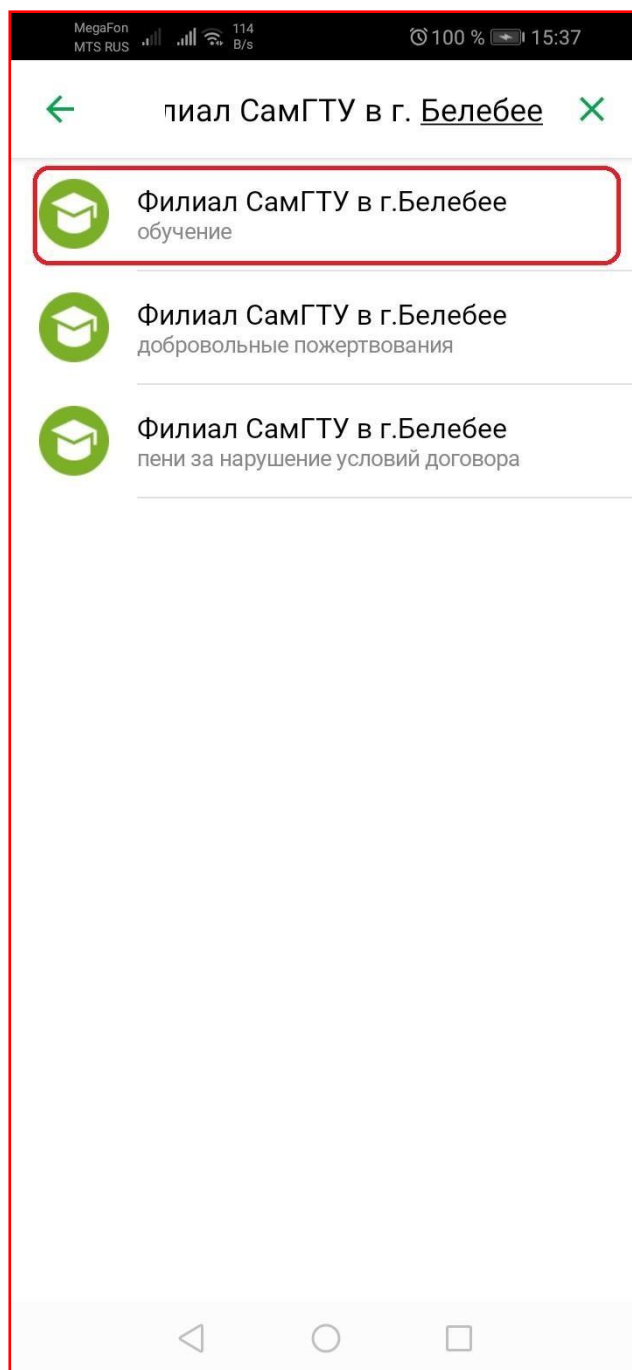 MegaFon
MTS RUS
114
B/s
100 %
15:37
лиал СамГТУ в г. Белебее
Филиал СамГТУ в г.Белебее
обучение
Филиал СамГТУ в г.Белебее
добровольные пожертвования
Филиал СамГТУ в г.Белебее
пени за нарушение условий договора